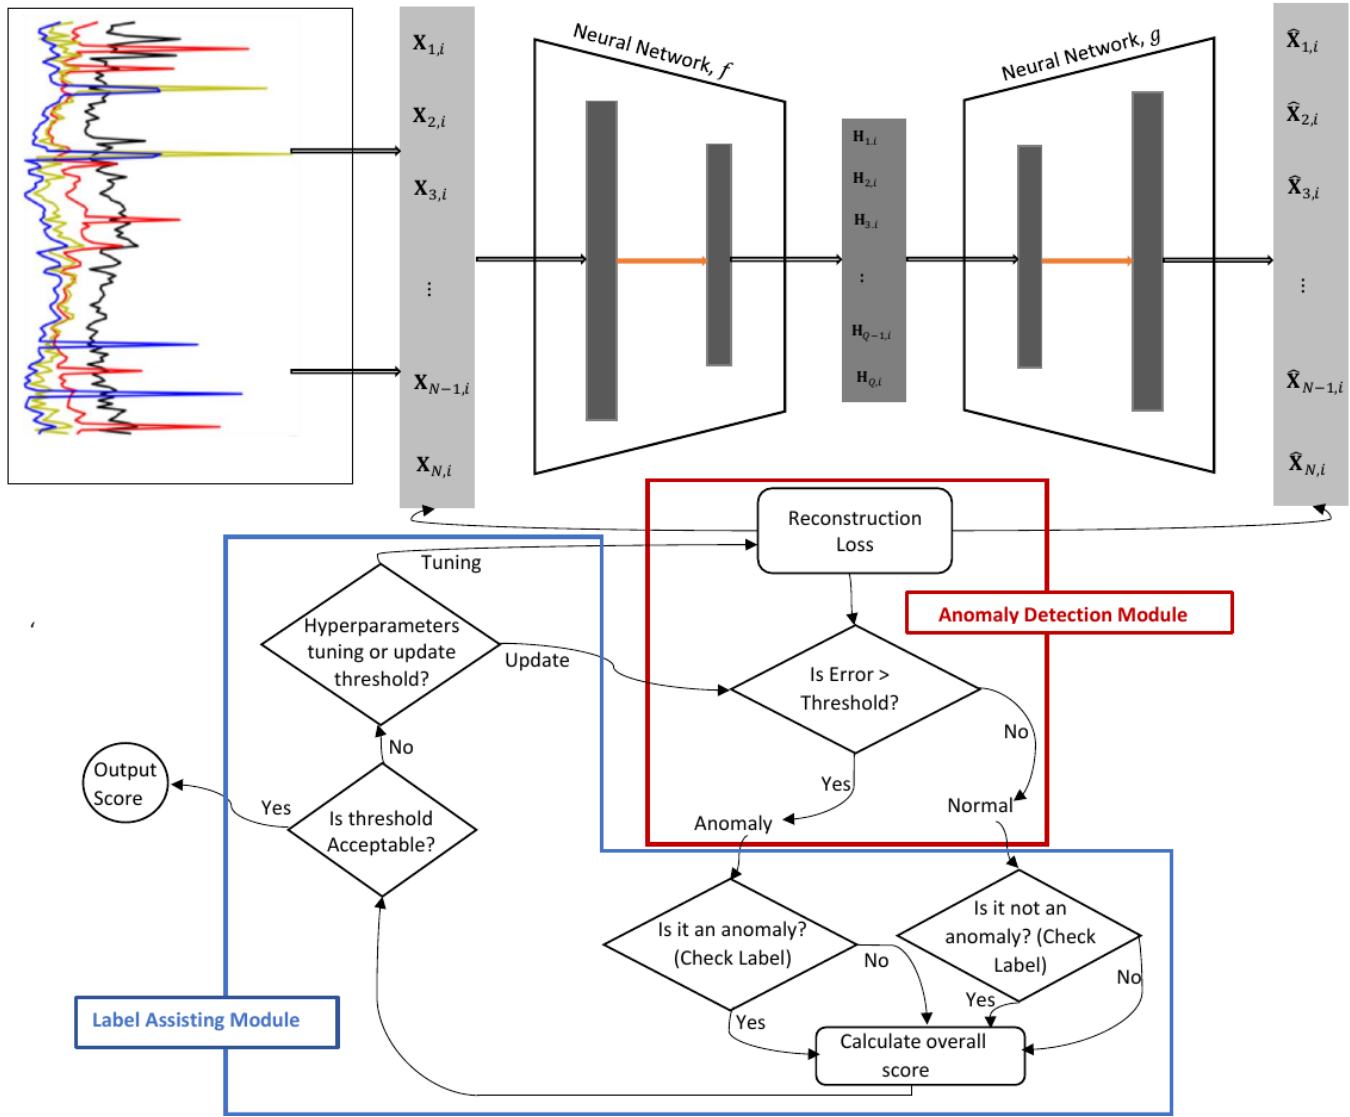 Neural Network, f
Neural Network, g
X1,i
X2,i
X3,i
⋮
XN−1,i
XN,i
H1,i
H2,i
H3,i
:
HQ−1,i
HQ,i
X̂1,i
X̂2,i
X̂3,i
⋮
X̂N−1,i
X̂N,i
Reconstruction
Loss
Tuning
Anomaly Detection Module
Hyperparameters
tuning or update
threshold?
Update
Is Error >
Threshold?
No
Yes
Normal
Anomaly
No
Output
Score
Yes
Is threshold
Acceptable?
Is it an anomaly?
(Check Label)
No
Yes
Is it not an
anomaly? (Check
Label)
No
Yes
Label Assisting Module
Calculate overall
score